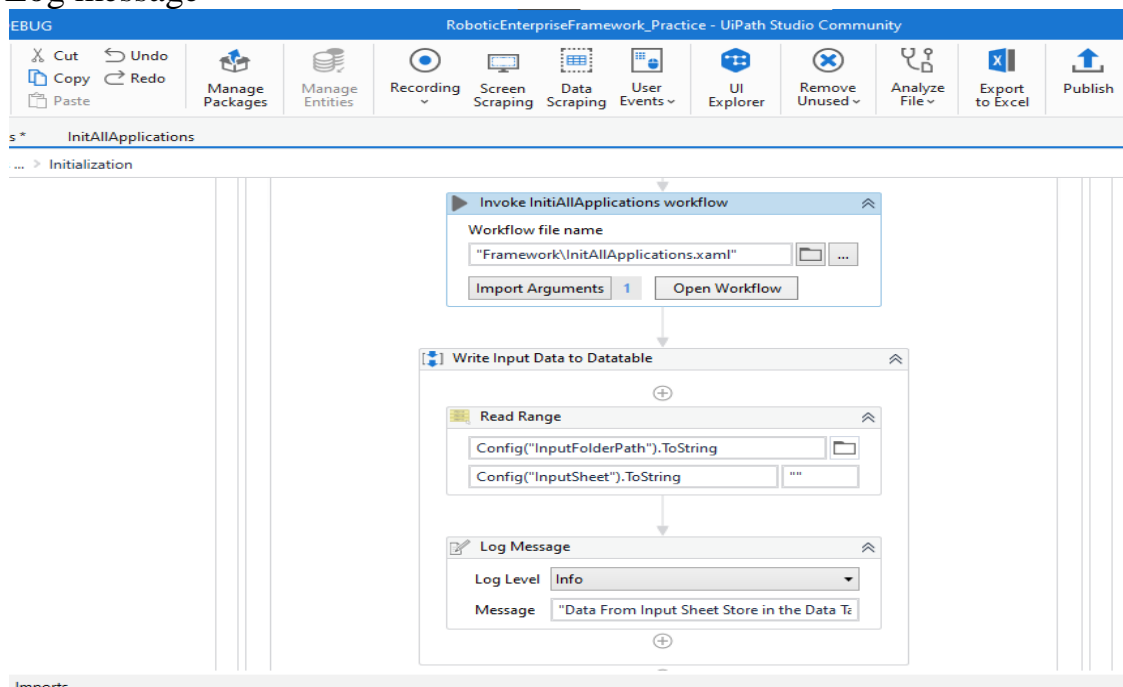 Log message
EBUG
RoboticEnterpriseFramework_Practice - UiPath Studio Community
Cut
Undo
Copy
Redo
Paste
Manage
Packages
Manage
Entities
Recording
Screen
Scraping
Data
Scraping
User
Events
UI
Explorer
Remove
Unused
Analyze
File
Export
to Excel
Publish
s * InitAllApplications
... > Initialization
Invoke InitiAllApplications workflow
Workflow file name
"Framework\InitAllApplications.xaml"
...
Import Arguments 1 Open Workflow
Write Input Data to Datatable
Read Range
Config("InputFolderPath").ToString
Config("InputSheet").ToString ""
Log Message
Log Level Info
Message "Data From Input Sheet Store in the Data Ta
Imports